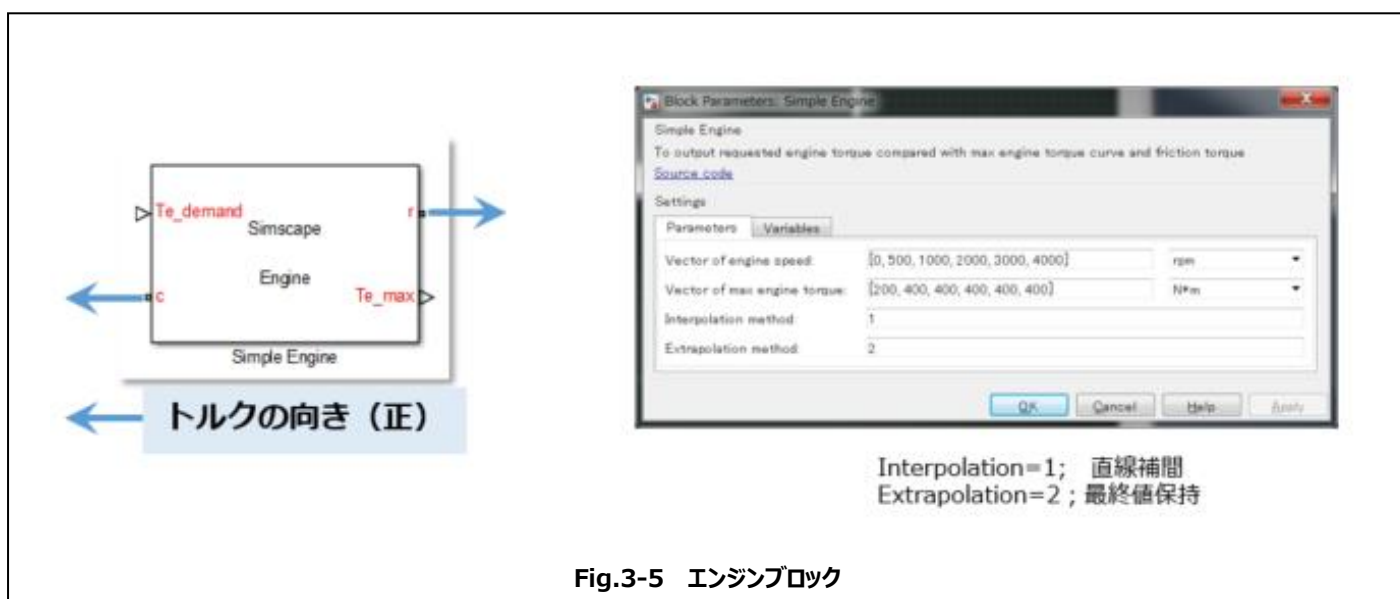 Te_demand
r
Simscape
Engine
c
Te_max
Simple Engine
トルクの向き（正）
Block Parameters: Simple Engine
Simple Engine
To output requested engine torque compared with max engine torque curve and friction torque
Source code
Settings
Parameters Variables
Vector of engine speed: [0, 500, 1000, 2000, 3000, 4000] rpm
Vector of max engine torque: [200, 400, 400, 400, 400, 400] N*m
Interpolation method: 1
Extrapolation method: 2
OK Cancel Help Apply
Interpolation=1; 直線補間
Extrapolation=2 ; 最終値保持
Fig.3-5 エンジンブロック